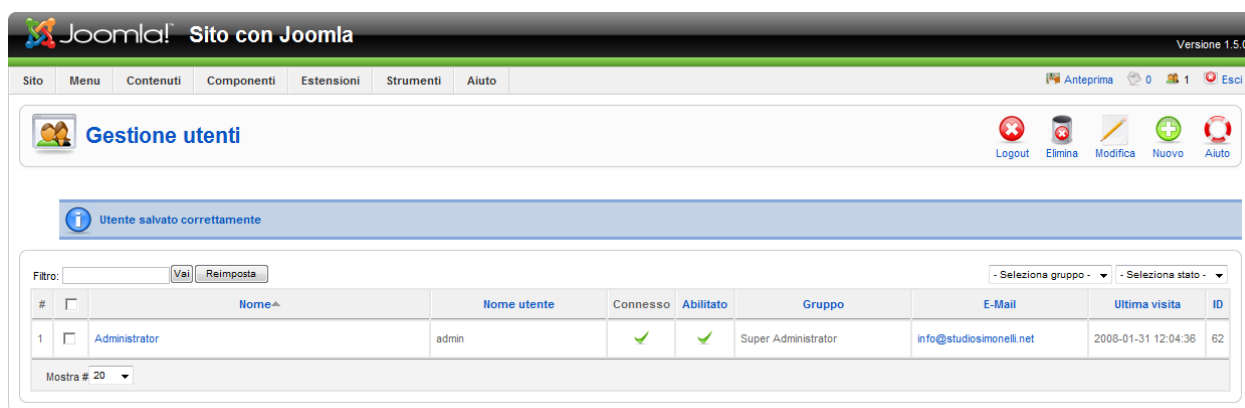 Joomla! Sito con Joomla
Versione 1.5.0
Sito Menu Contenuti Componenti Estensioni Strumenti Aiuto Anteprima 0 1 Esci
Gestione utenti
Logout Elimina Modifica Nuovo Aiuto
Utente salvato correttamente
Filtro: Vai Reimposta - Seleziona gruppo - - Seleziona stato -
# Nome Nome utente Connesso Abilitato Gruppo E-Mail Ultima visita ID
1 Administrator admin Super Administrator info@studiosimonelli.net 2008-01-31 12:04:36 62
Mostra # 20